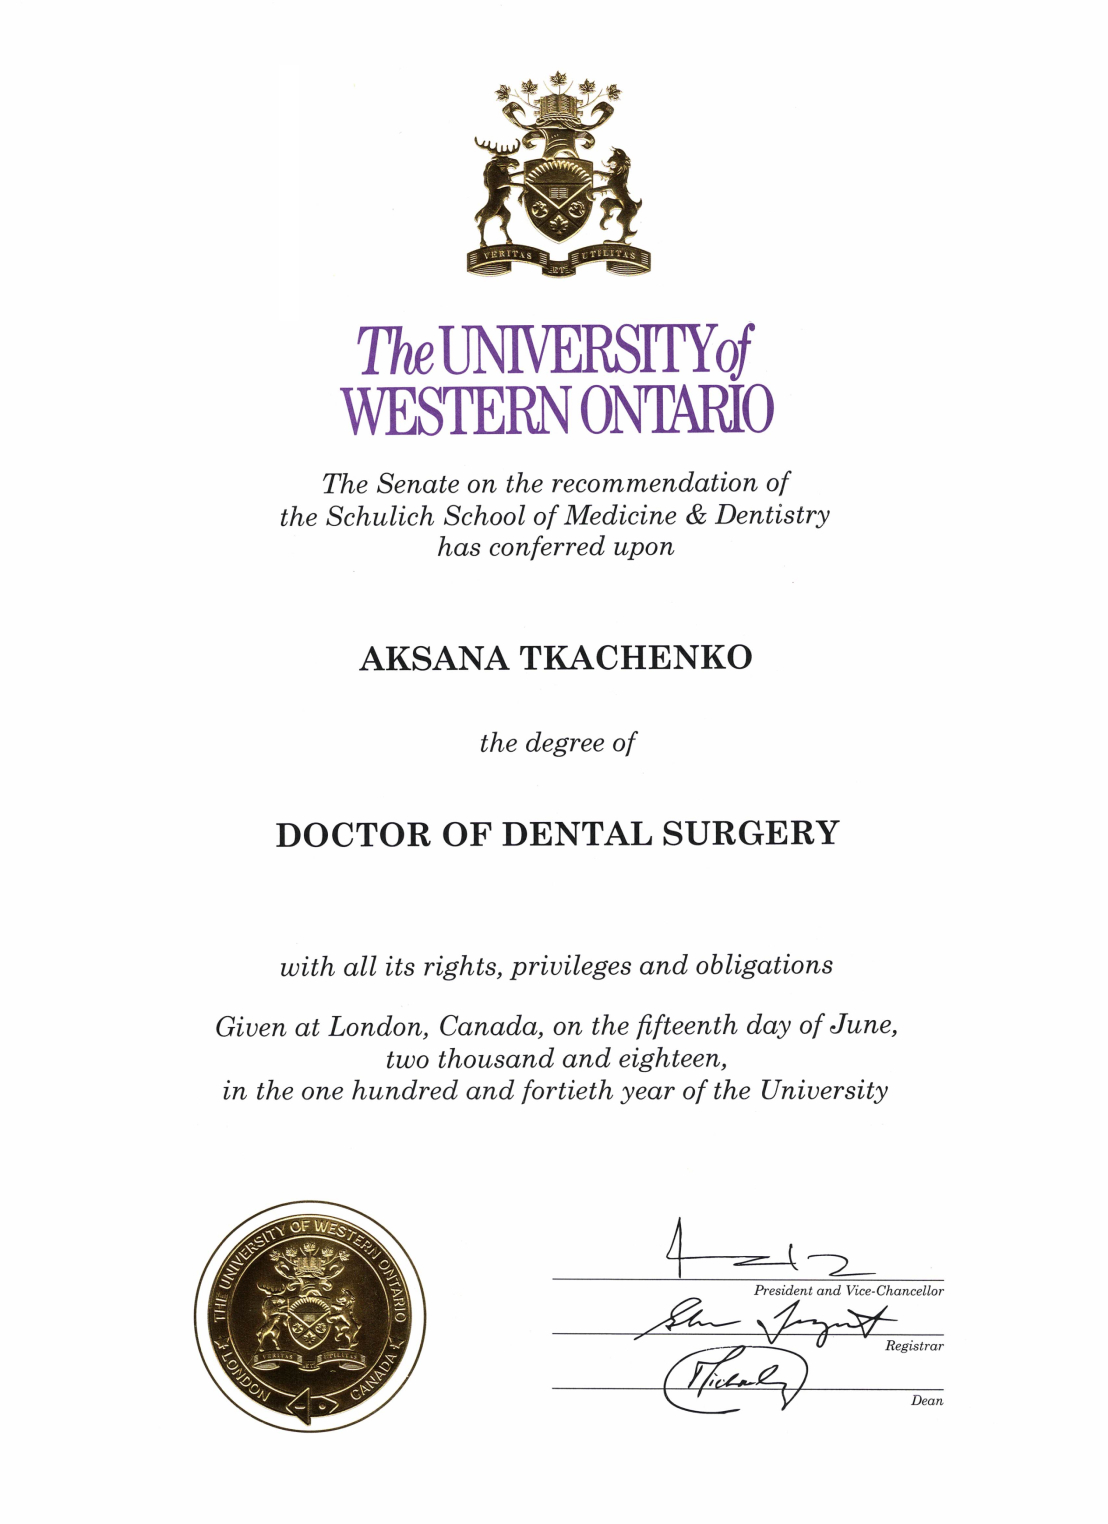 VERITAS ET UTILITAS
The UNIVERSITY of
WESTERN ONTARIO
The Senate on the recommendation of
the Schulich School of Medicine & Dentistry
has conferred upon
AKSANA TKACHENKO
the degree of
DOCTOR OF DENTAL SURGERY
with all its rights, privileges and obligations
Given at London, Canada, on the fifteenth day of June,
two thousand and eighteen,
in the one hundred and fortieth year of the University
THE UNIVERSITY OF WESTERN ONTARIO
LONDON CANADA
VERITAS ET UTILITAS
President and Vice-Chancellor
Registrar
Dean